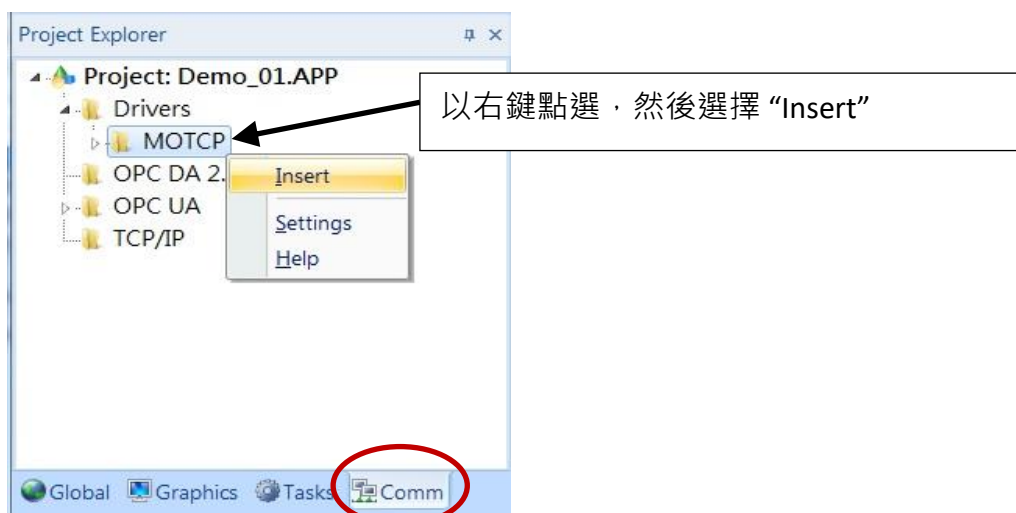 Project Explorer
Project: Demo_01.APP
Drivers
MOTCP
以右鍵點選，然後選擇 “Insert”
OPC DA 2.
OPC UA
TCP/IP
Insert
Settings
Help
Global Graphics Tasks Comm